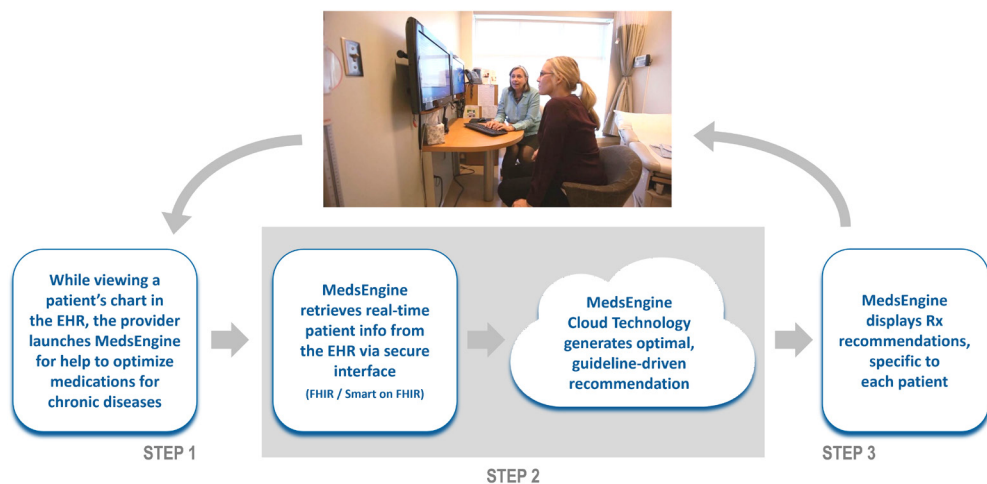 While viewing a
patient's chart in
the EHR, the provider
launches MedsEngine
for help to optimize
medications for
chronic diseases
STEP 1
MedsEngine
retrieves real-time
patient info from
the EHR via secure
interface
(FHIR / Smart on FHIR)
MedsEngine
Cloud Technology
generates optimal,
guideline-driven
recommendation
STEP 2
MedsEngine
displays Rx
recommendations,
specific to
each patient
STEP 3